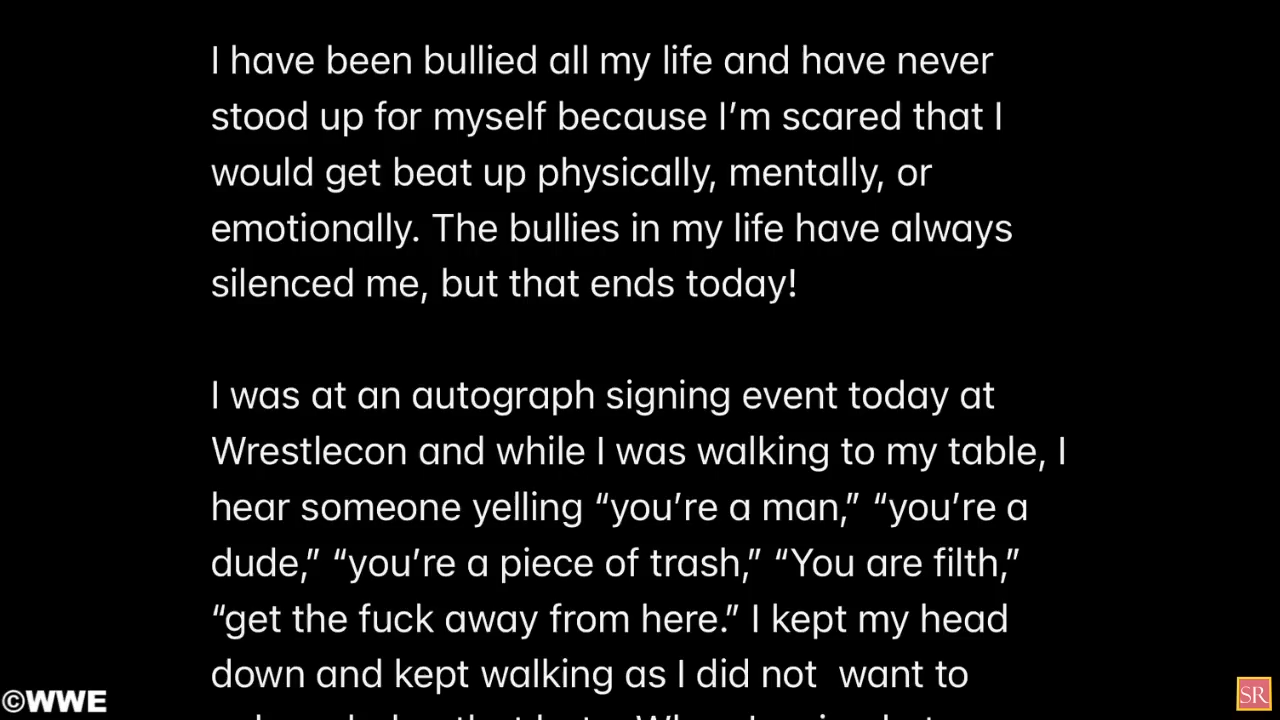 I have been bullied all my life and have never
stood up for myself because I’m scared that I
would get beat up physically, mentally, or
emotionally. The bullies in my life have always
silenced me, but that ends today!
I was at an autograph signing event today at
Wrestlecon and while I was walking to my table, I
hear someone yelling “you’re a man,” “you’re a
dude,” “you’re a piece of trash,” “You are filth,”
“get the fuck away from here.” I kept my head
down and kept walking as I did not  want to
©WWE
SR